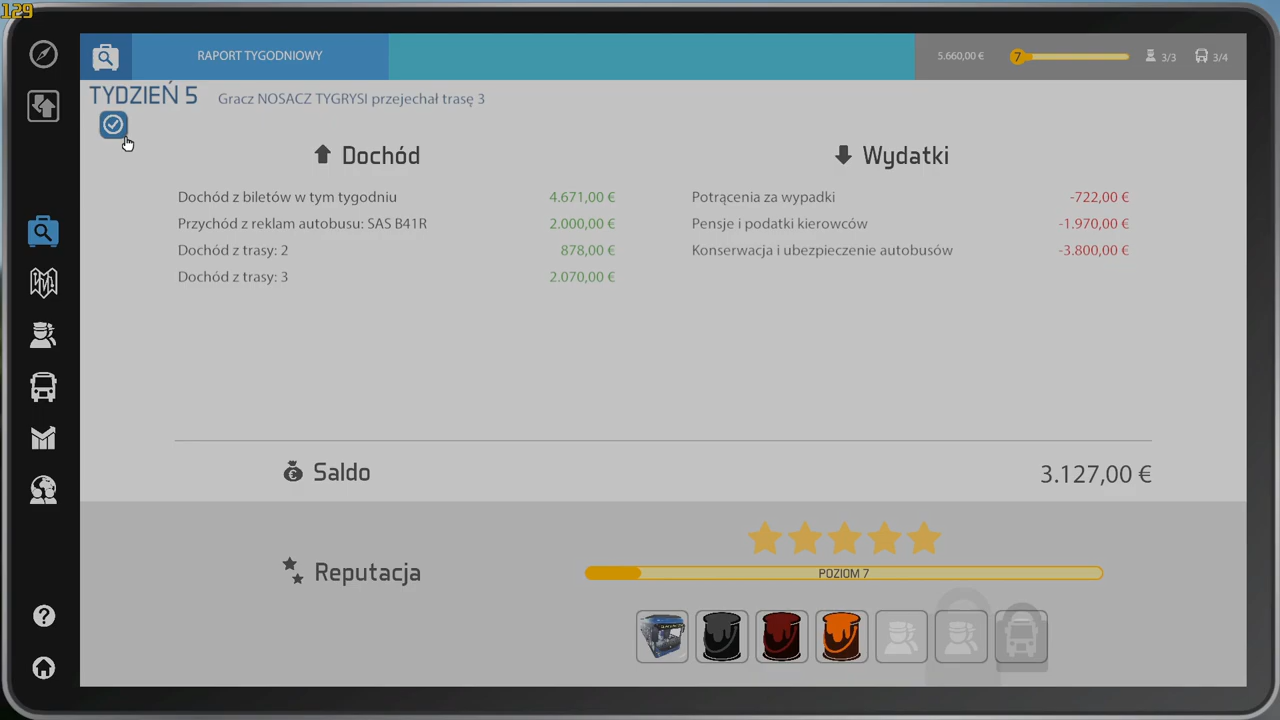 129
RAPORT TYGODNIOWY
5.660,00 €
7
3/3
3/4
TYDZIEŃ 5
Gracz NOSACZ TYGRYSI przejechał trasę 3
Dochód
Dochód z biletów w tym tygodniu 4.671,00 €
Przychód z reklam autobusu: SAS B41R 2.000,00 €
Dochód z trasy: 2 878,00 €
Dochód z trasy: 3 2.070,00 €
Wydatki
Potrącenia za wypadki -722,00 €
Pensje i podatki kierowców -1.970,00 €
Konserwacja i ubezpieczenie autobusów -3.800,00 €
Saldo 3.127,00 €
Reputacja
POZIOM 7